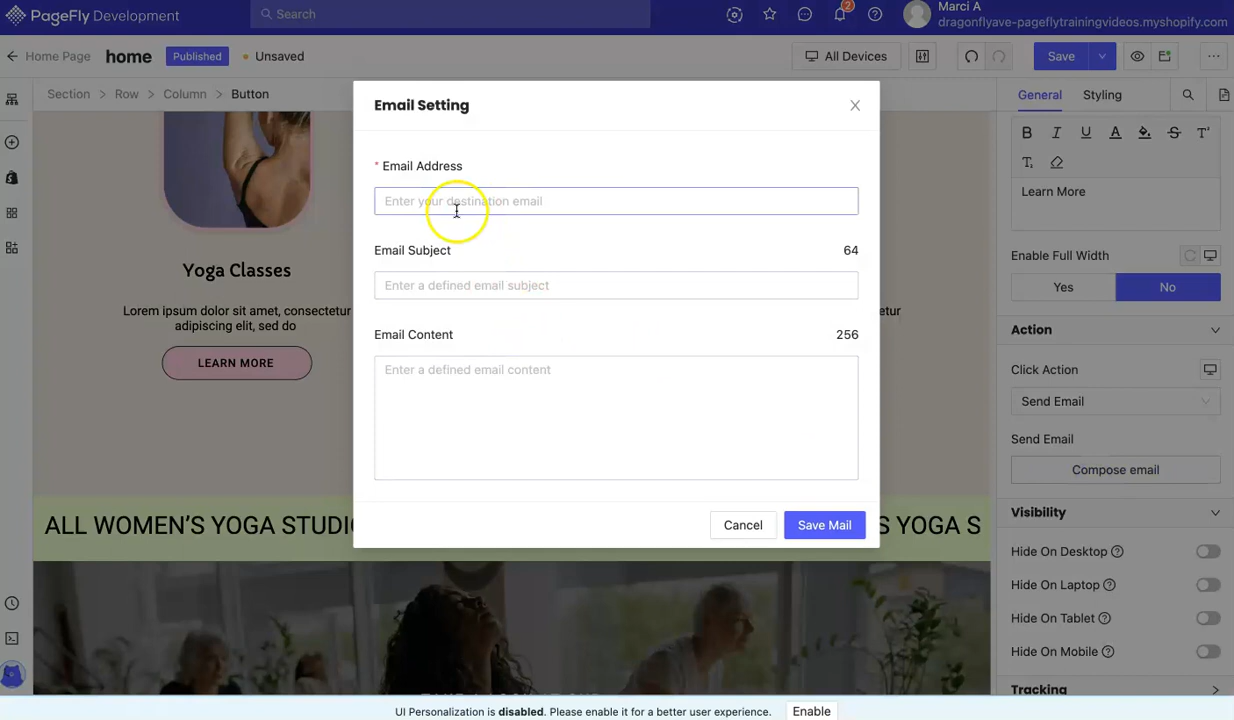 PageFly Development
Search
2
Marci A
dragonflyave-pageflytrainingvideos.myshopify.com
Home Page
home
Published
Unsaved
All Devices
Save
Section > Row > Column > Button
General
Styling
Email Setting
* Email Address
Enter your destination email
Email Subject
64
Enter a defined email subject
Email Content
256
Enter a defined email content
Cancel
Save Mail
Yoga Classes
Lorem ipsum dolor sit amet, consectetur
adipiscing elit, sed do
LEARN MORE
etur
ALL WOMEN'S YOGA STUDI
S YOGA S
Learn More
Enable Full Width
Yes
No
Action
Click Action
Send Email
Send Email
Compose email
Visibility
Hide On Desktop
Hide On Laptop
Hide On Tablet
Hide On Mobile
Tracking
UI Personalization is disabled. Please enable it for a better user experience.
Enable